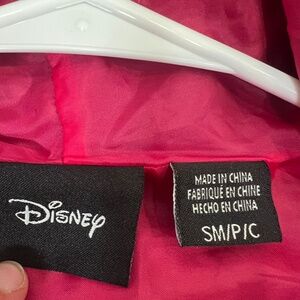 Disney
MADE IN CHINA
FABRIQUÉ EN CHINE
HECHO EN CHINA
SM/P/C